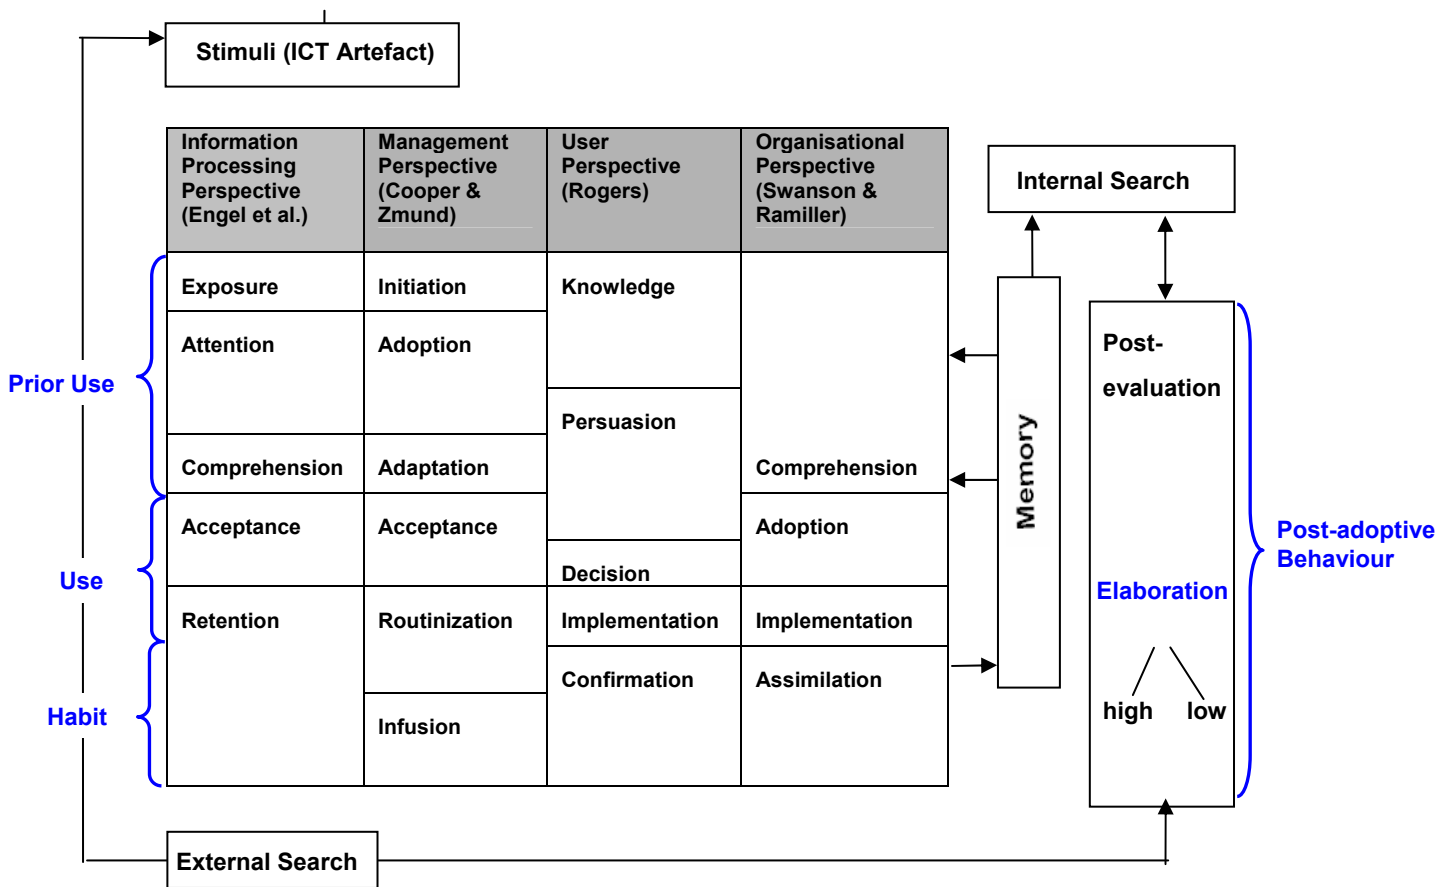 Stimuli (ICT Artefact)
Information
Processing
Perspective
(Engel et al.)
Management
Perspective
(Cooper &
Zmund)
User
Perspective
(Rogers)
Organisational
Perspective
(Swanson &
Ramiller)
Internal Search
Exposure
Initiation
Knowledge
Attention
Adoption
Persuasion
Comprehension
Adaptation
Comprehension
Acceptance
Acceptance
Adoption
Decision
Retention
Routinization
Implementation
Implementation
Confirmation
Assimilation
Infusion
Prior Use
Use
Habit
Memory
Post-
evaluation
Elaboration
high low
Post-adoptive
Behaviour
External Search